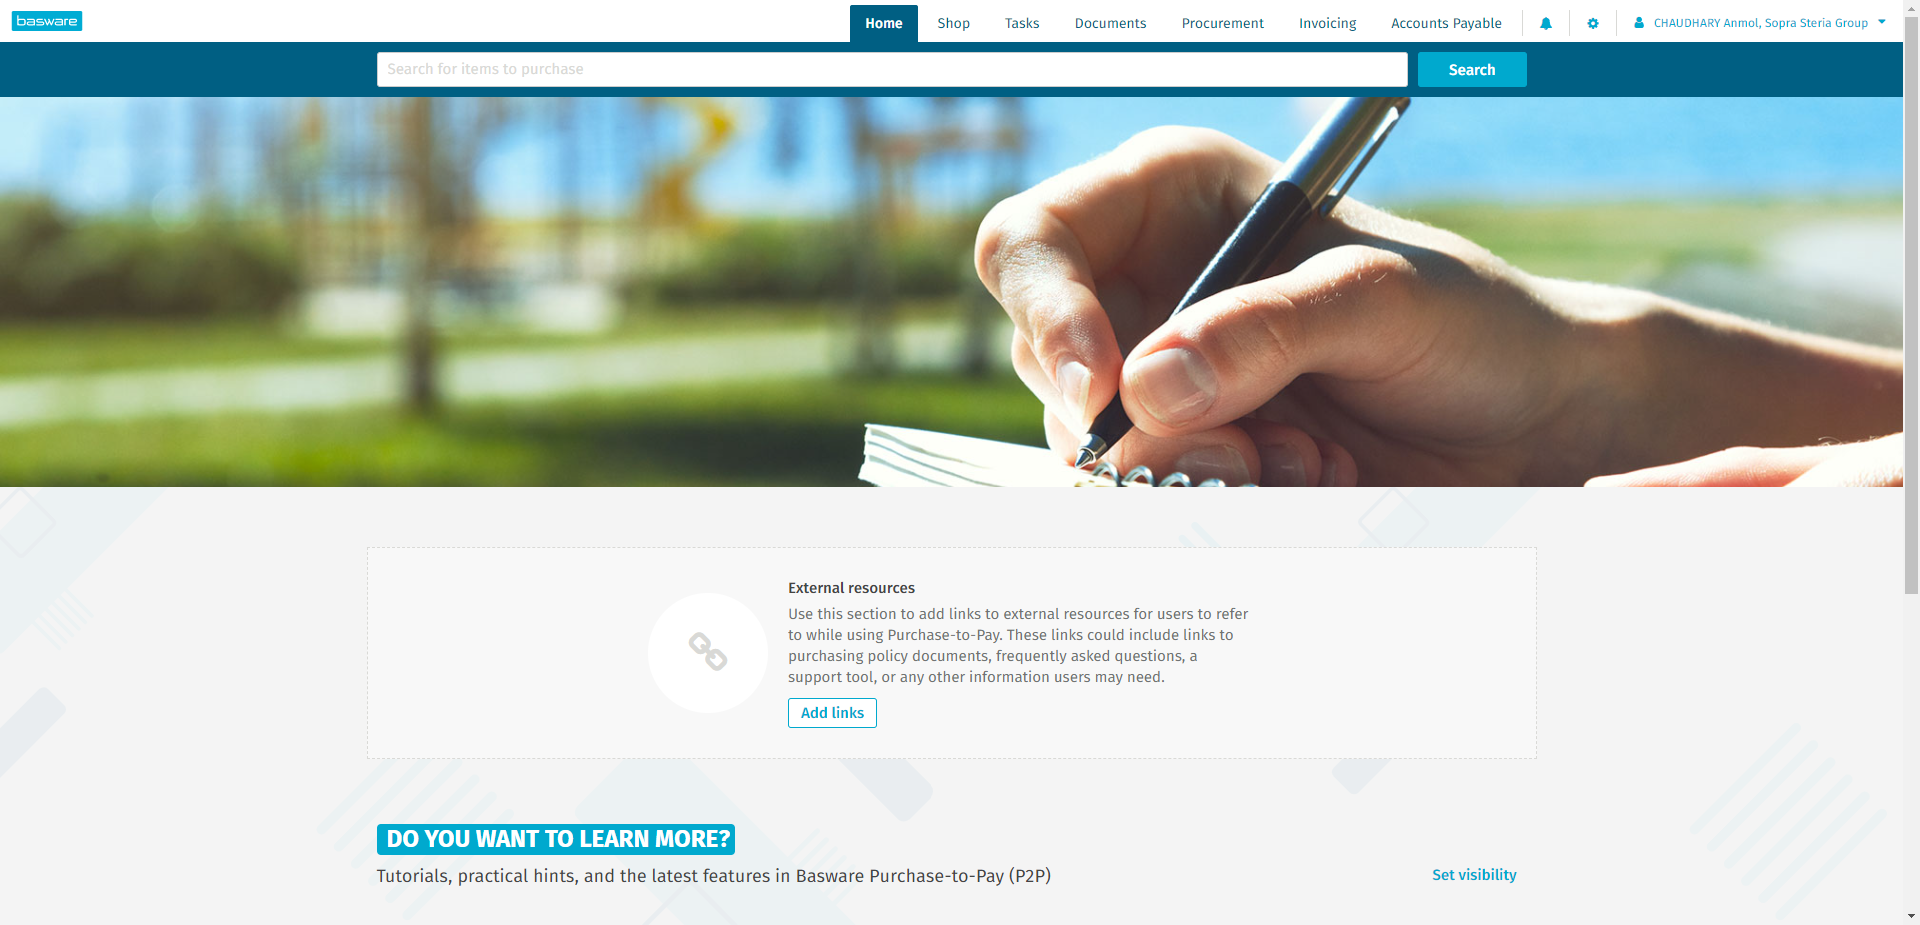 basware
Home
Shop
Tasks
Documents
Procurement
Invoicing
Accounts Payable
CHAUDHARY Anmol, Sopra Steria Group
Search for items to purchase
Search
External resources
Use this section to add links to external resources for users to refer
to while using Purchase-to-Pay. These links could include links to
purchasing policy documents, frequently asked questions, a
support tool, or any other information users may need.
Add links
DO YOU WANT TO LEARN MORE?
Tutorials, practical hints, and the latest features in Basware Purchase-to-Pay (P2P)
Set visibility